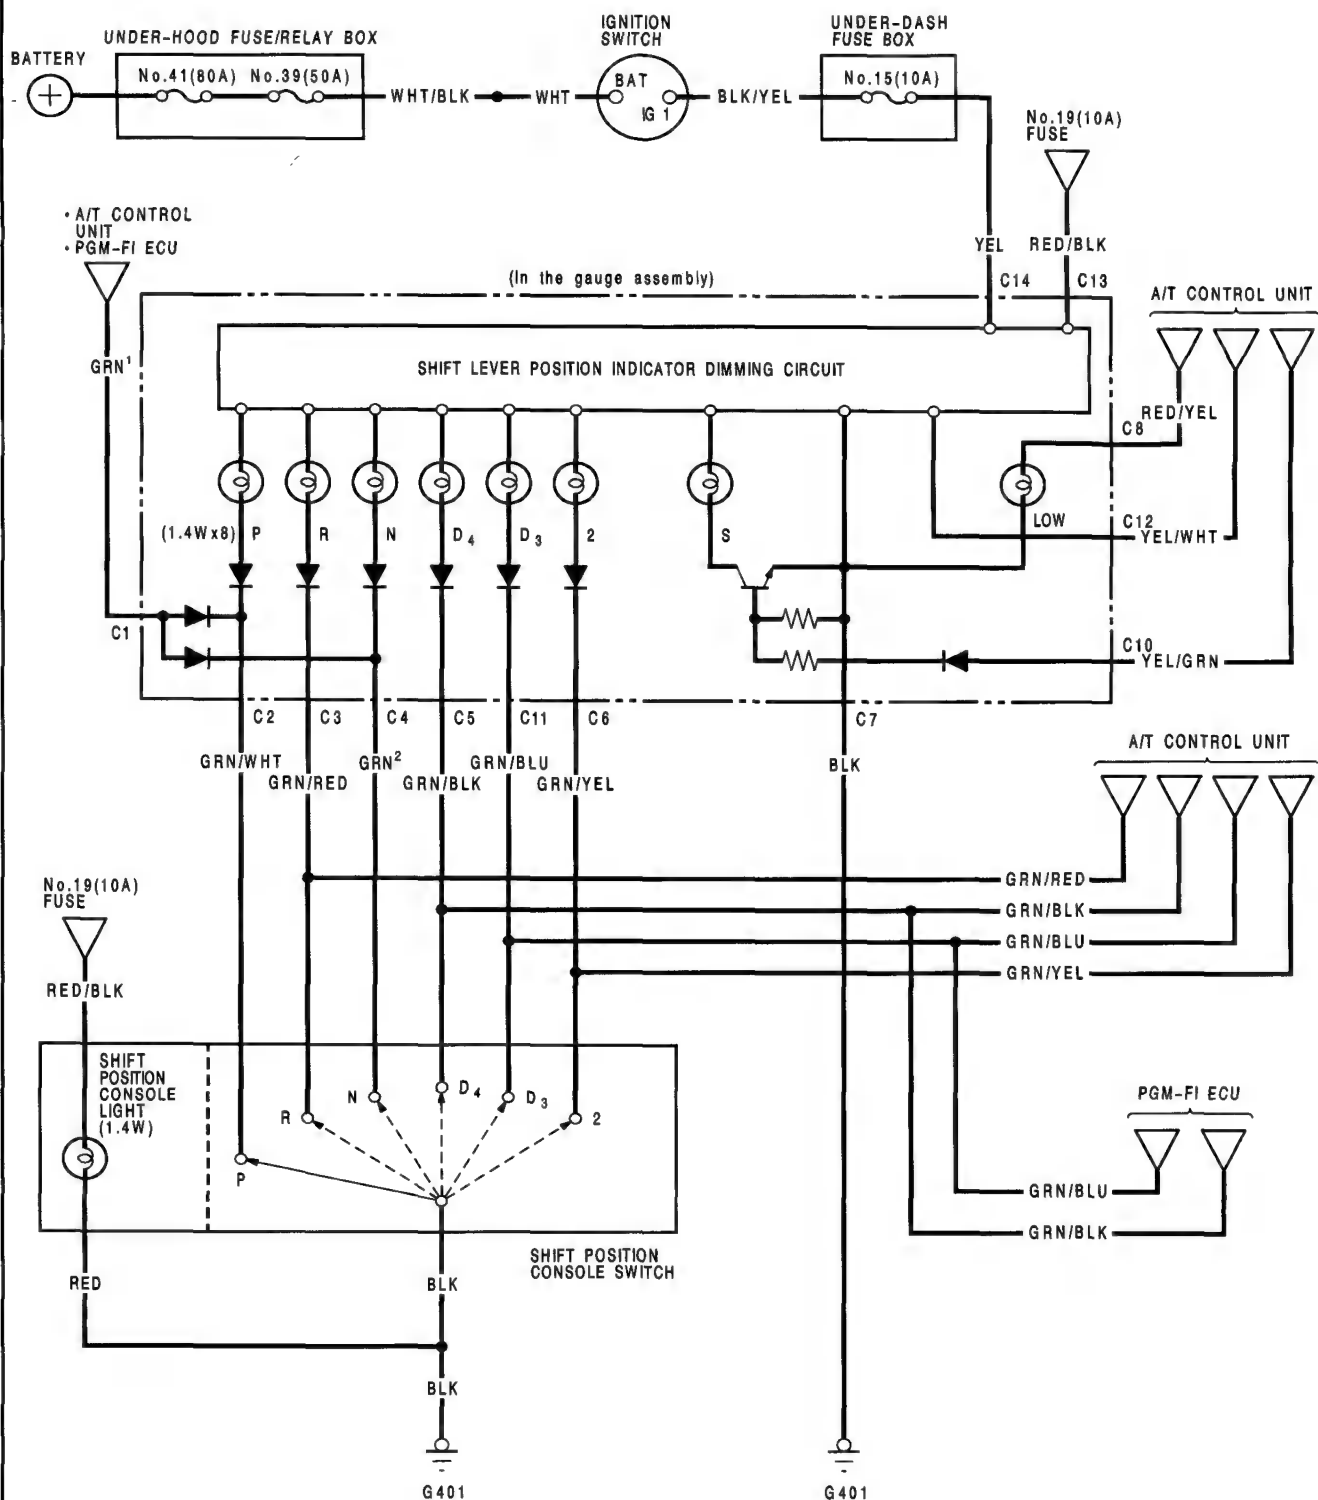 UNDER-HOOD FUSE/RELAY BOX
IGNITION
SWITCH
UNDER-DASH
FUSE BOX
BATTERY
No.41(80A) No.39(50A)
WHT/BLK
WHT
BAT
IG 1
BLK/YEL
No.15(10A)
No.19(10A)
FUSE
• A/T CONTROL
UNIT
• PGM-FI ECU
YEL
RED/BLK
(In the gauge assembly)
C14
C13
A/T CONTROL UNIT
GRN¹
SHIFT LEVER POSITION INDICATOR DIMMING CIRCUIT
RED/YEL
C8
(1.4Wx8)
P
R
N
D4
D3
2
S
LOW
C12
YEL/WHT
C1
C10
YEL/GRN
C2
C3
C4
C5
C11
C6
C7
GRN/WHT
GRN/RED
GRN²
GRN/BLK
GRN/BLU
GRN/YEL
BLK
A/T CONTROL UNIT
No.19(10A)
FUSE
GRN/RED
GRN/BLK
GRN/BLU
GRN/YEL
RED/BLK
SHIFT
POSITION
CONSOLE
LIGHT
(1.4W)
P
R
N
D4
D3
2
PGM-FI ECU
GRN/BLU
GRN/BLK
SHIFT POSITION
CONSOLE SWITCH
RED
BLK
BLK
G401
G401